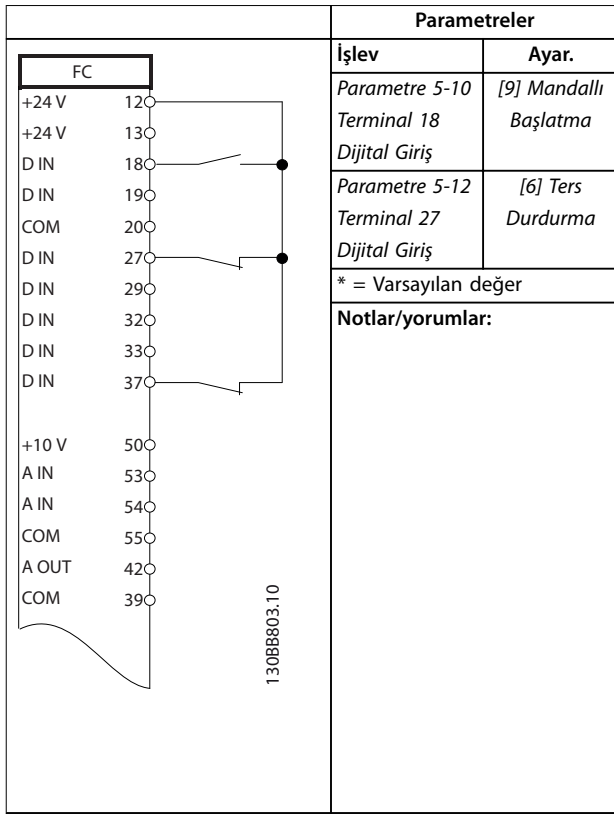 Parametreler
FC
+24 V 12
+24 V 13
D IN 18
D IN 19
COM 20
D IN 27
D IN 29
D IN 32
D IN 33
D IN 37
+10 V 50
A IN 53
A IN 54
COM 55
A OUT 42
COM 39
130BB803.10
İşlev Ayar.
Parametre 5-10 [9] Mandallı
Terminal 18 Başlatma
Dijital Giriş
Parametre 5-12 [6] Ters
Terminal 27 Durdurma
Dijital Giriş
* = Varsayılan değer
Notlar/yorumlar: